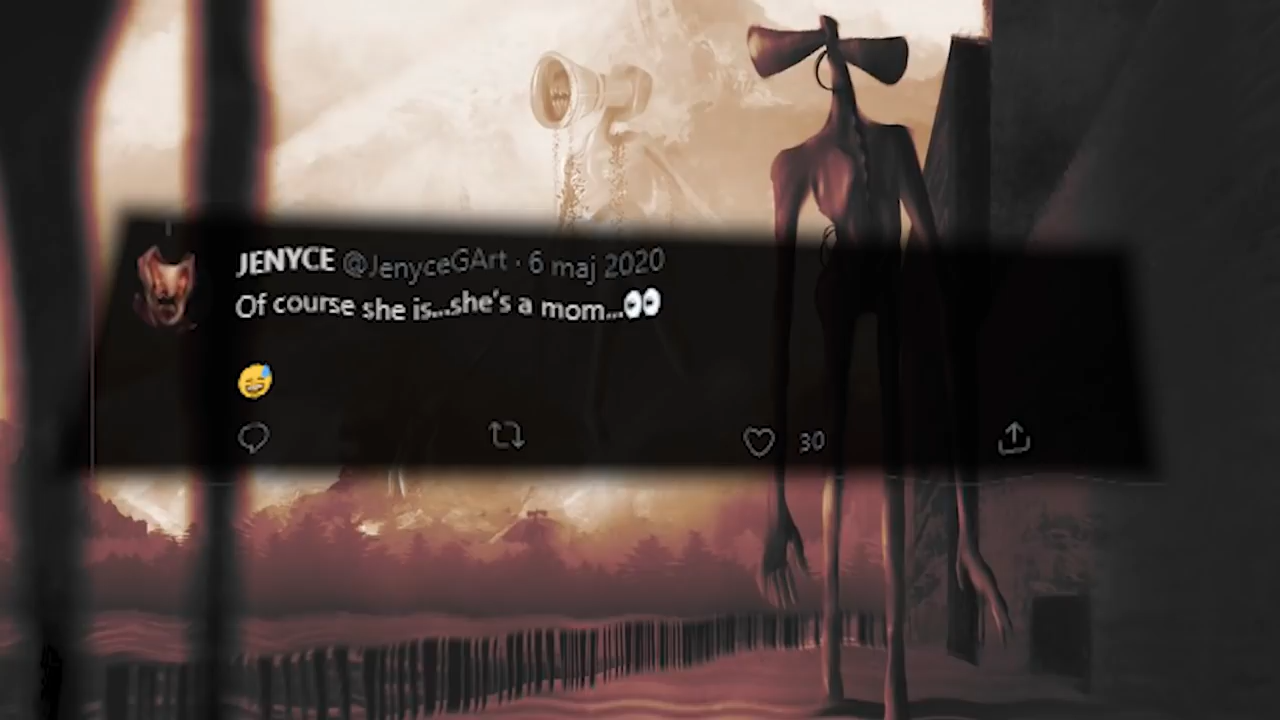 JENYCE @JenyceGArt · 6 maj 2020
Of course she is...she's a mom...👀
😅
30